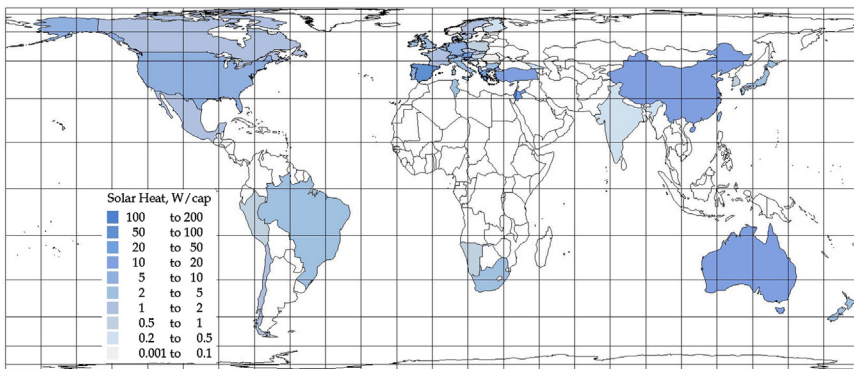 Solar Heat, W/cap
100 to 200
50 to 100
20 to 50
10 to 20
5 to 10
2 to 5
1 to 2
0.5 to 1
0.2 to 0.5
0.001 to 0.1